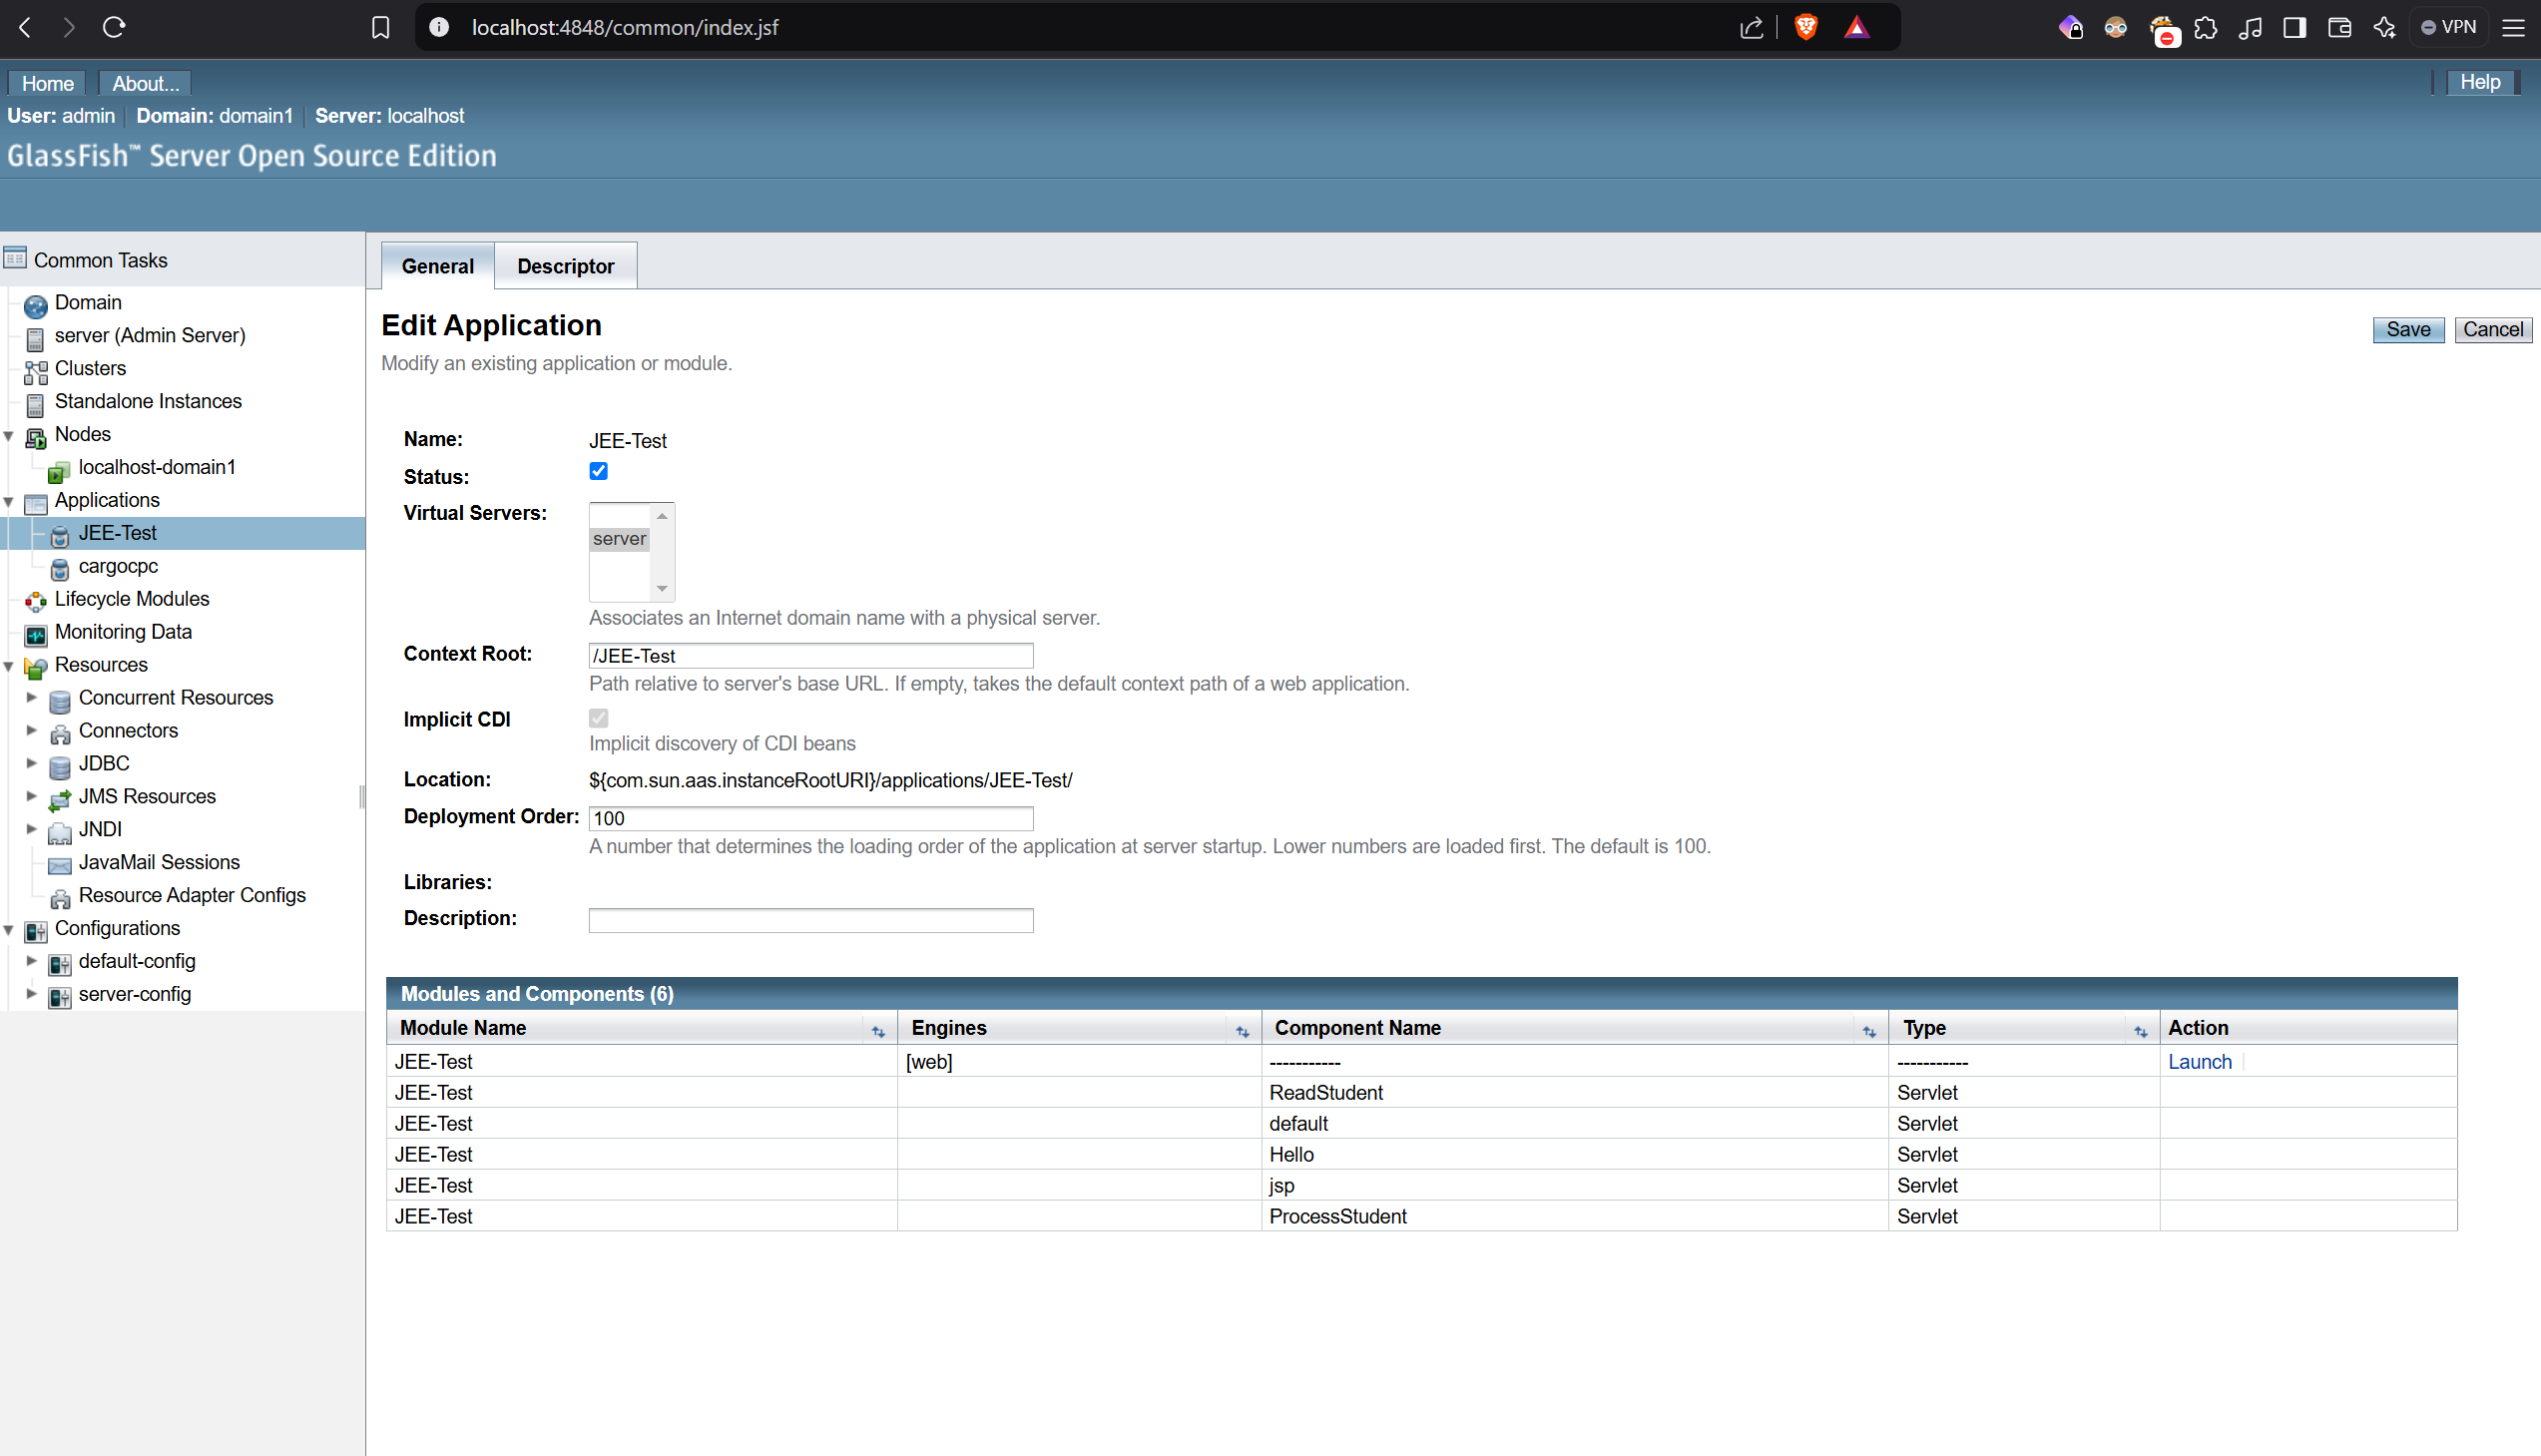 localhost:4848/common/index.jsf
VPN
Home About... Help
User: admin Domain: domain1 Server: localhost
GlassFish™ Server Open Source Edition
Common Tasks
Domain
server (Admin Server)
Clusters
Standalone Instances
Nodes
localhost-domain1
Applications
JEE-Test
cargocpc
Lifecycle Modules
Monitoring Data
Resources
Concurrent Resources
Connectors
JDBC
JMS Resources
JNDI
JavaMail Sessions
Resource Adapter Configs
Configurations
default-config
server-config
General Descriptor
Edit Application
Save Cancel
Modify an existing application or module.
Name: JEE-Test
Status:
Virtual Servers: server
Associates an Internet domain name with a physical server.
Context Root: /JEE-Test
Path relative to server's base URL. If empty, takes the default context path of a web application.
Implicit CDI
Implicit discovery of CDI beans
Location: ${com.sun.aas.instanceRootURI}/applications/JEE-Test/
Deployment Order: 100
A number that determines the loading order of the application at server startup. Lower numbers are loaded first. The default is 100.
Libraries:
Description:
Modules and Components (6)
Module Name Engines Component Name Type Action
JEE-Test [web] ----------- ----------- Launch
JEE-Test ReadStudent Servlet
JEE-Test default Servlet
JEE-Test Hello Servlet
JEE-Test jsp Servlet
JEE-Test ProcessStudent Servlet